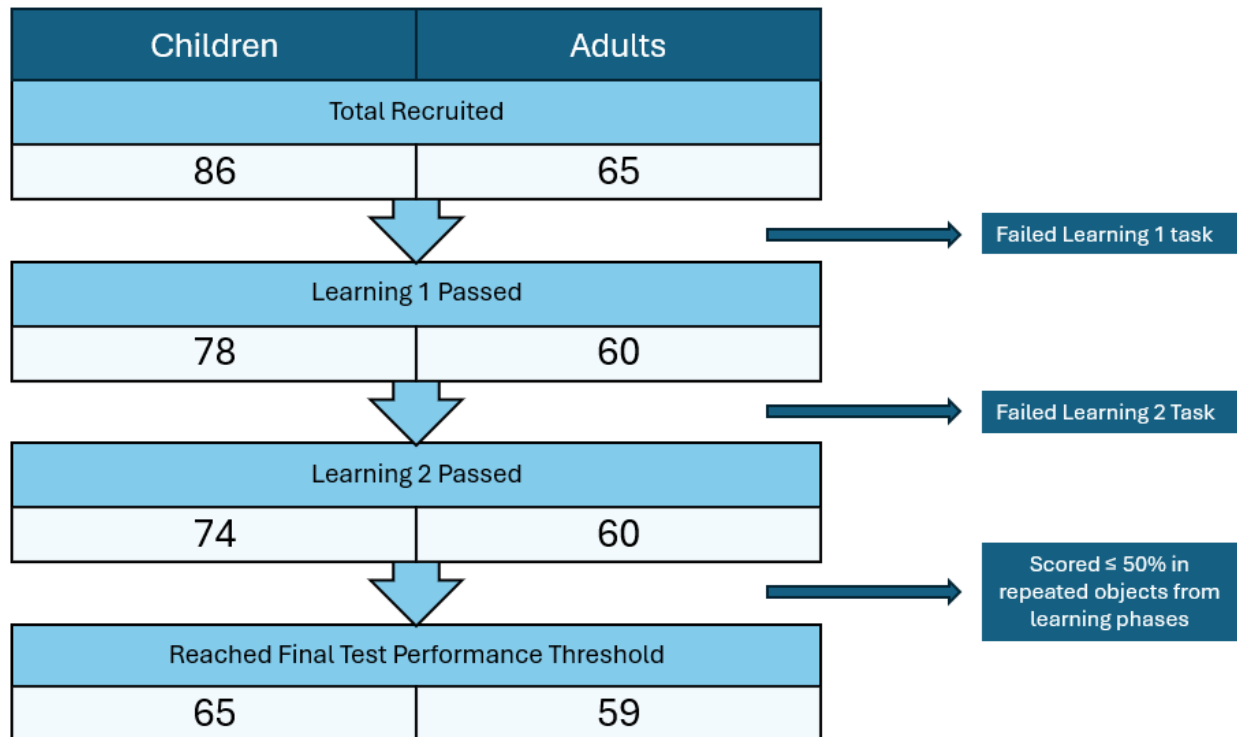 Children Adults
Total Recruited
86 65
Failed Learning 1 task
Learning 1 Passed
78 60
Failed Learning 2 Task
Learning 2 Passed
74 60
Scored ≤ 50% in
repeated objects from
learning phases
Reached Final Test Performance Threshold
65 59